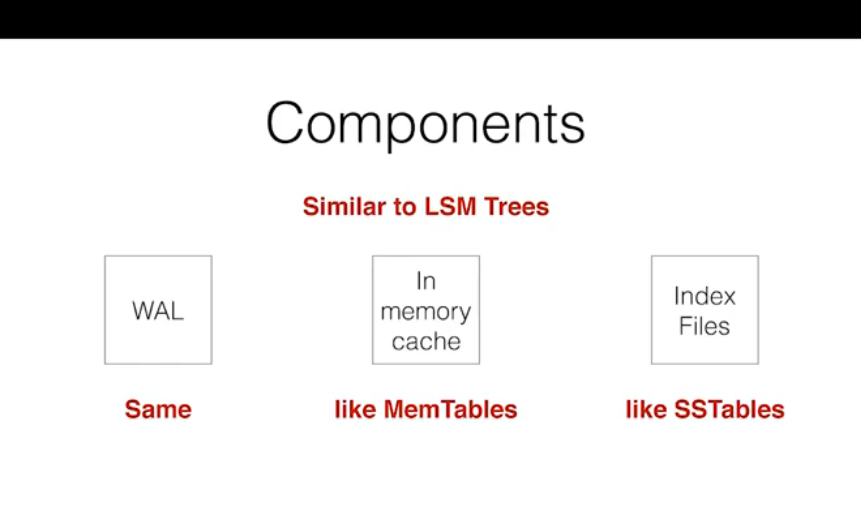 Components
Similar to LSM Trees
WAL
In
memory
cache
Index
Files
Same
like MemTables
like SSTables